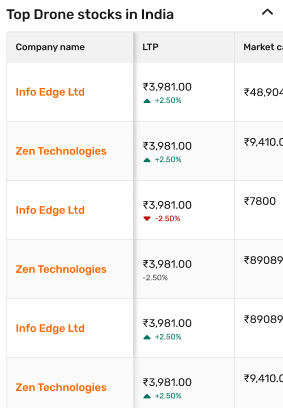 Top Drone stocks in India
Company name LTP Market
Info Edge Ltd ₹3,981.00 ₹48,904
+2.50%
Zen Technologies ₹3,981.00 ₹9,410.
+2.50%
Info Edge Ltd ₹3,981.00 ₹7800
-2.50%
Zen Technologies ₹3,981.00 ₹89089
-2.50%
Info Edge Ltd ₹3,981.00 ₹89089
+2.50%
Zen Technologies ₹3,981.00 ₹9,410.
+2.50%